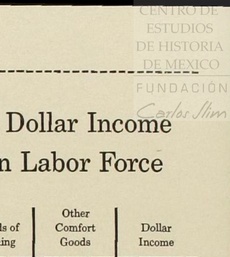 CENTRO DE
ESTUDIOS
DE HISTORIA
DE MEXICO
FUNDACIÓN
Carlos Slim
Dollar Income
n Labor Force
ds of
ing
Other
Comfort
Goods
Dollar
Income